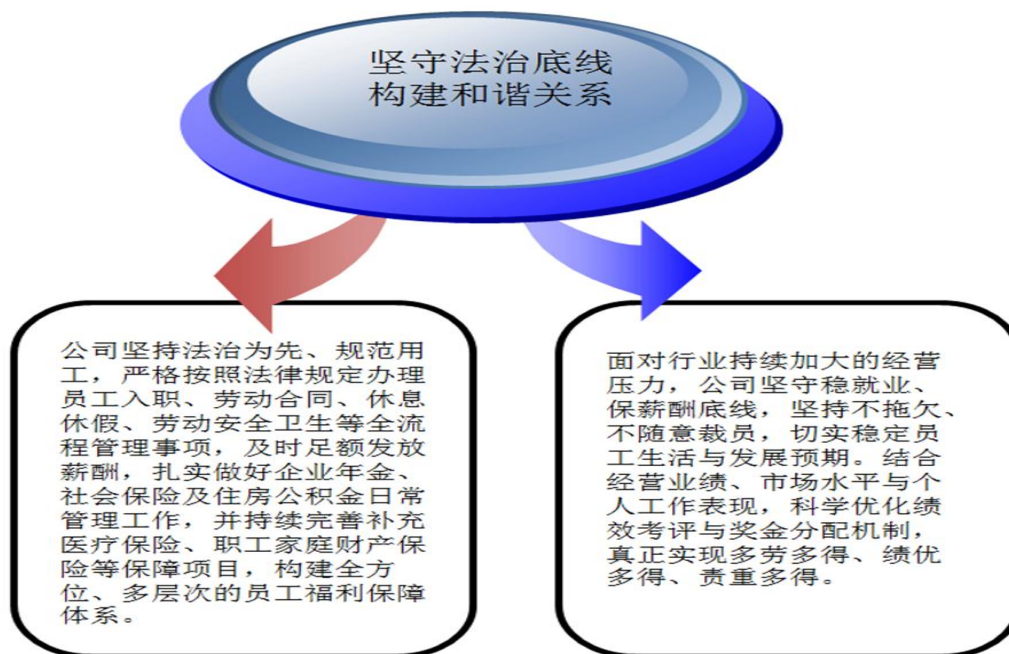 坚守法治底线
构建和谐关系
公司坚持法治为先、规范用
工，严格按照法律规定办理
员工入职、劳动合同、休息
休假、劳动安全卫生等全流
程管理事项，及时足额发放
薪酬，扎实做好企业年金、
社会保险及住房公积金日常
管理工作，并持续完善补充
医疗保险、职工家庭财产保
险等保障项目，构建全方
位、多层次的员工福利保障
体系。
面对行业持续加大的经营
压力，公司坚守稳就业、
保薪酬底线，坚持不拖欠、
不随意裁员，切实稳定员
工生活与发展预期。结合
经营业绩、市场水平与个
人工作表现，科学优化绩
效考评与奖金分配机制，
真正实现多劳多得、绩优
多得、责重多得。